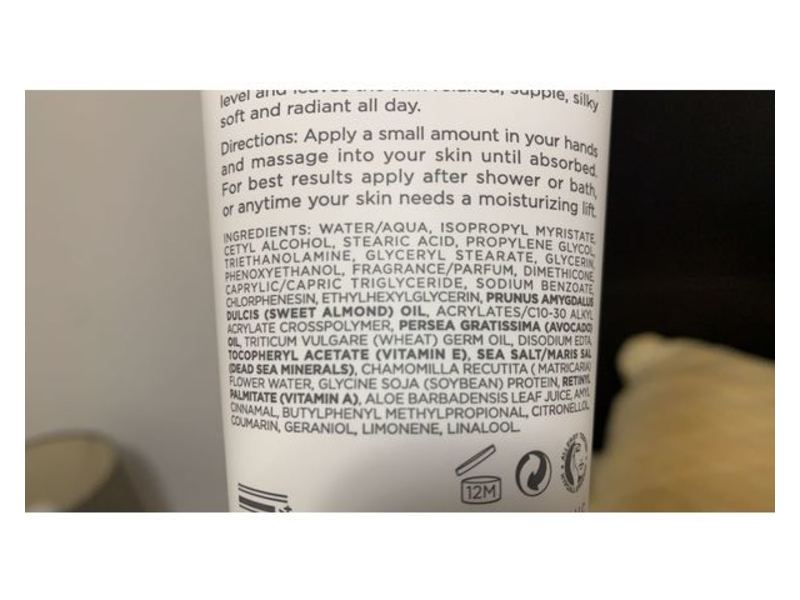 level and leaves the skin relaxed, supple, silky
soft and radiant all day.
Directions: Apply a small amount in your hands
and massage into your skin until absorbed.
For best results apply after shower or bath,
or anytime your skin needs a moisturizing lift.
INGREDIENTS: WATER/AQUA, ISOPROPYL MYRISTATE,
CETYL ALCOHOL, STEARIC ACID, PROPYLENE GLYCOL,
TRIETHANOLAMINE, GLYCERYL STEARATE, GLYCERIN,
PHENOXYETHANOL, FRAGRANCE/PARFUM, DIMETHICONE,
CAPRYLIC/CAPRIC TRIGLYCERIDE, SODIUM BENZOATE,
CHLORPHENESIN, ETHYLHEXYLGLYCERIN, PRUNUS AMYGDALUS
DULCIS (SWEET ALMOND) OIL, ACRYLATES/C10-30 ALKYL
ACRYLATE CROSSPOLYMER, PERSEA GRATISSIMA (AVOCADO)
OIL, TRITICUM VULGARE (WHEAT) GERM OIL, DISODIUM EDTA,
TOCOPHERYL ACETATE (VITAMIN E), SEA SALT/MARIS SAL
(DEAD SEA MINERALS), CHAMOMILLA RECUTITA ( MATRICARIA)
FLOWER WATER, GLYCINE SOJA (SOYBEAN) PROTEIN, RETINYL
PALMITATE (VITAMIN A), ALOE BARBADENSIS LEAF JUICE, AMYL
CINNAMAL, BUTYLPHENYL METHYLPROPIONAL, CITRONELLOL,
COUMARIN, GERANIOL, LIMONENE, LINALOOL.
12M